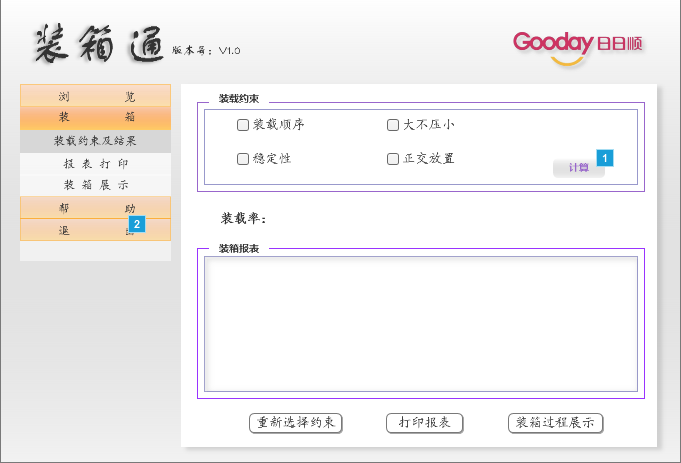 装箱通 版本号：V1.0
Gooday 日日顺
浏 览
装 箱
装载约束及结果
报 表 打 印
装 箱 展 示
帮 助
退
2
装载约束
装载顺序
大不压小
稳定性
正交放置
计算
1
装载率：
装箱报表
重新选择约束
打印报表
装箱过程展示